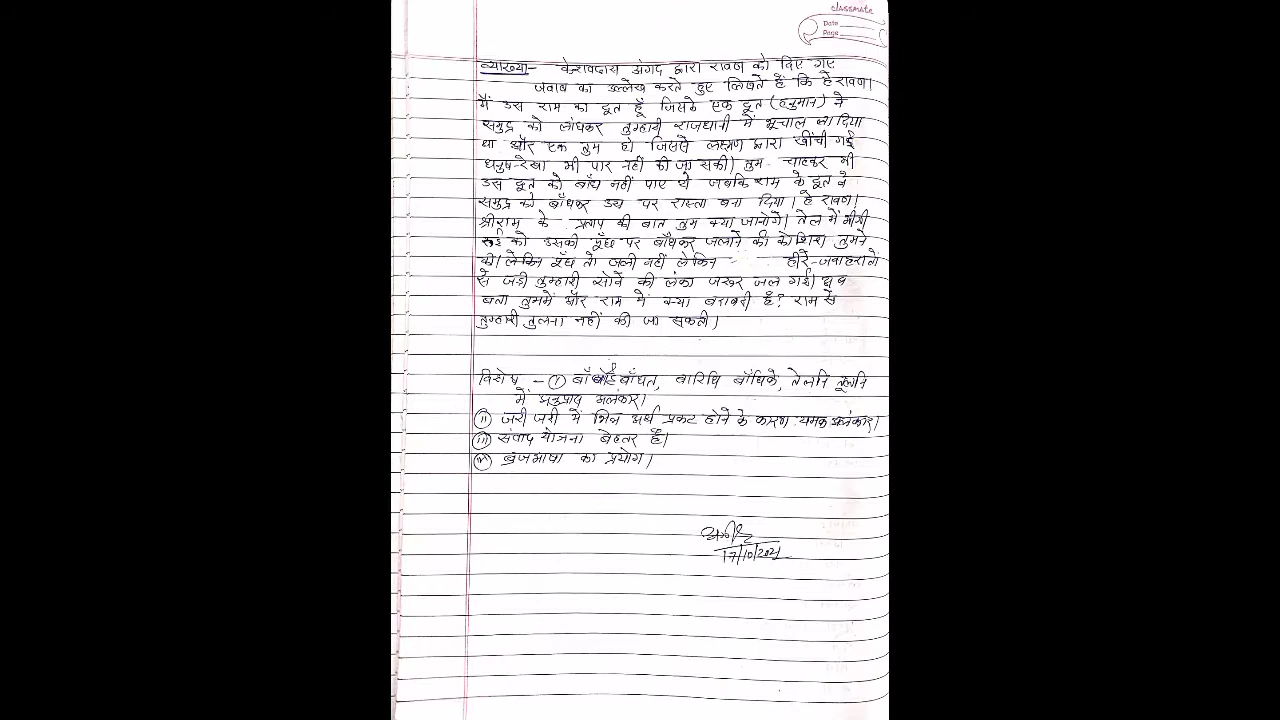 classmate
Date
Page
व्याख्या- केशवदास अंगद द्वारा रावण को दिए गए
जवाब का उल्लेख करते हुए लिखते हैं कि हे रावण।
मैं उस राम का दूत हूँ जिसके एक दूत (हनुमान) ने
समुद्र को लांघकर तुम्हारी राजधानी में भूचाल ला दिया
था और एक तुम हो जिससे लक्ष्मण द्वारा खींची गई
धनुष-रेखा भी पार नहीं की जा सकी। तुम चाहकर भी
उस दूत को बाँध नहीं पाए थे जबकि राम के दूत ने
समुद्र को बाँधकर उस पर रास्ता बना दिया। हे रावण।
श्रीराम के प्रताप की बात तुम क्या जानोगे। तेल में भीगी
रूई को उसकी पूँछ पर बाँधकर जलाने की कोशिश तुमने
की। लेकिन पूँछ तो जली नहीं लेकिन हीरे-जवाहरातों
से जड़ी तुम्हारी सोने की लंका जरूर जल गई। अब
बता तुममें और राम में क्या बराबरी है? राम से
तुम्हारी तुलना नहीं की जा सकती।
विशेष - (i) बाँधोई बाँधत, बारिधि बाँधिके, तेलनि तूलनि
में अनुप्रास अलंकार।
(ii) जरी जरी में भिन्न अर्थ प्रकट होने के कारण यमक अलंकार।
(iii) संवाद योजना बेहतर है।
(iv) ब्रजभाषा का प्रयोग।
17/10/2021